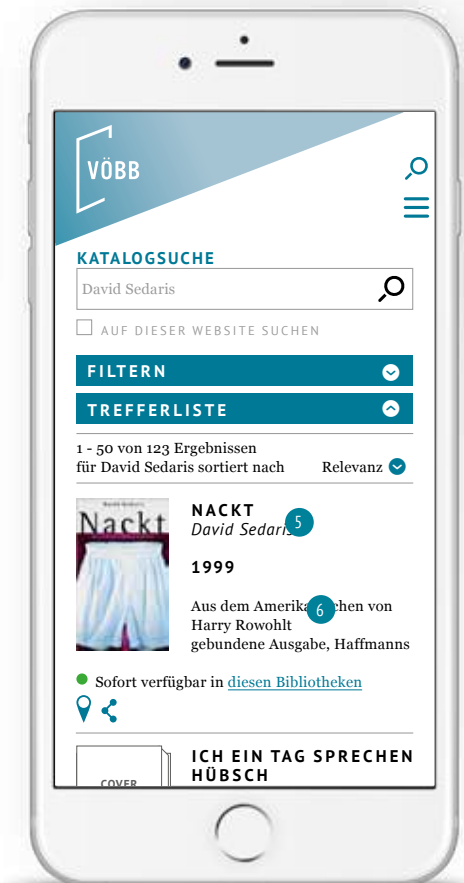 VÖBB
KATALOGSUCHE
David Sedaris
AUF DIESER WEBSITE SUCHEN
FILTERN
TREFFERLISTE
1 - 50 von 123 Ergebnissen
für David Sedaris sortiert nach Relevanz
Nackt
NACKT
David Sedaris 5
1999
Aus dem Amerika 6 chen von
Harry Rowohlt
gebundene Ausgabe, Haffmanns
Sofort verfügbar in diesen Bibliotheken
ICH EIN TAG SPRECHEN
HÜBSCH
COVER